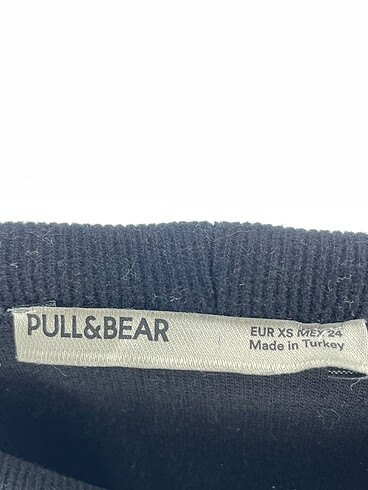 PULL&BEAR
EUR XS MEX 24
Made in Turkey